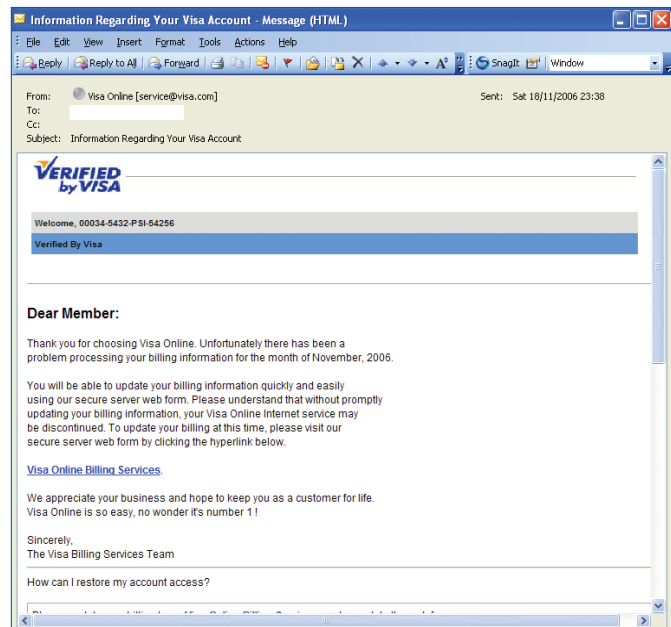 Information Regarding Your Visa Account - Message (HTML)
File Edit View Insert Format Tools Actions Help
Reply Reply to All Forward SnagIt Window
From: Visa Online [service@visa.com] Sent: Sat 18/11/2006 23:38
To:
Cc:
Subject: Information Regarding Your Visa Account
VERIFIED
by VISA
Welcome, 00034-5432-PSI-54256
Verified By Visa
Dear Member:
Thank you for choosing Visa Online. Unfortunately there has been a
problem processing your billing information for the month of November, 2006.
You will be able to update your billing information quickly and easily
using our secure server web form. Please understand that without promptly
updating your billing information, your Visa Online Internet service may
be discontinued. To update your billing at this time, please visit our
secure server web form by clicking the hyperlink below.
Visa Online Billing Services.
We appreciate your business and hope to keep you as a customer for life.
Visa Online is so easy, no wonder it's number 1 !
Sincerely,
The Visa Billing Services Team
How can I restore my account access?